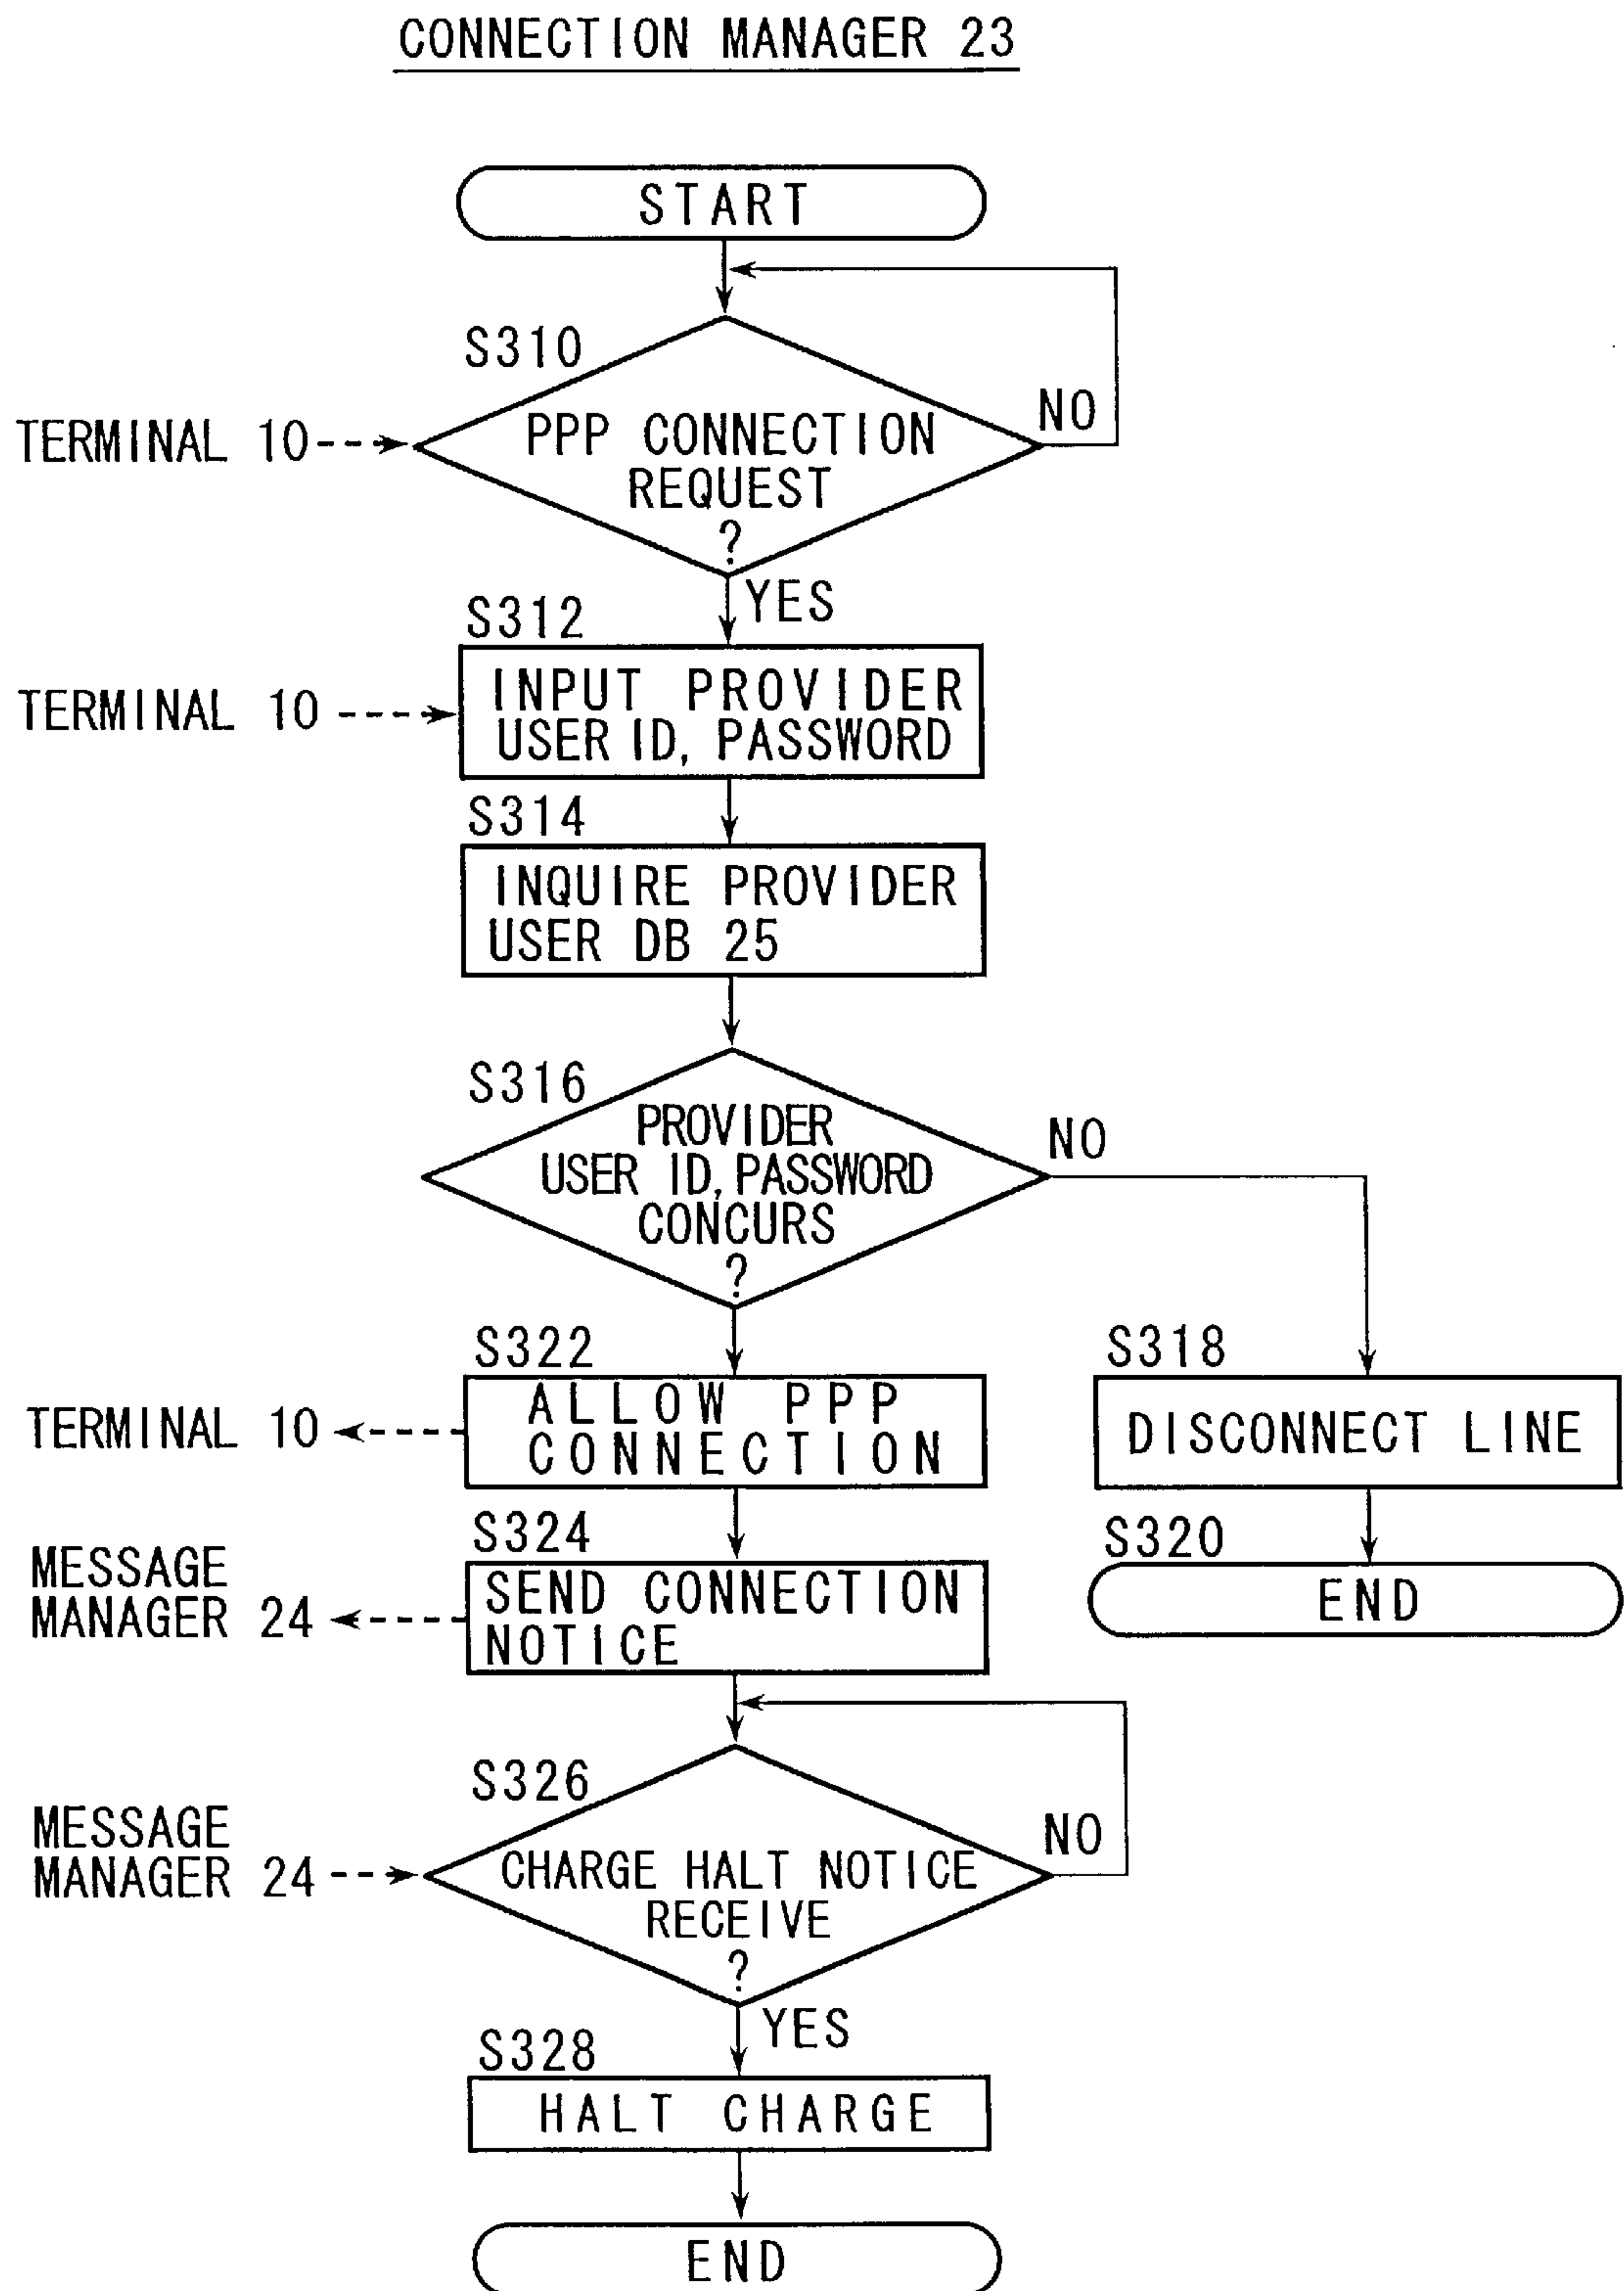 CONNECTION MANAGER 23
START
S310
NO
TERMINAL 10
PPP CONNECTION
REQUEST
?
YES
S312
TERMINAL 10
INPUT PROVIDER
USER ID, PASSWORD
S314
INQUIRE PROVIDER
USER DB 25
S316
PROVIDER
USER ID, PASSWORD
CONCURS
?
NO
S322
TERMINAL 10
ALLOW PPP
CONNECTION
S318
DISCONNECT LINE
S324
MESSAGE
MANAGER 24
SEND CONNECTION
NOTICE
S320
END
S326
NO
MESSAGE
MANAGER 24
CHARGE HALT NOTICE
RECEIVE
?
YES
S328
HALT CHARGE
END